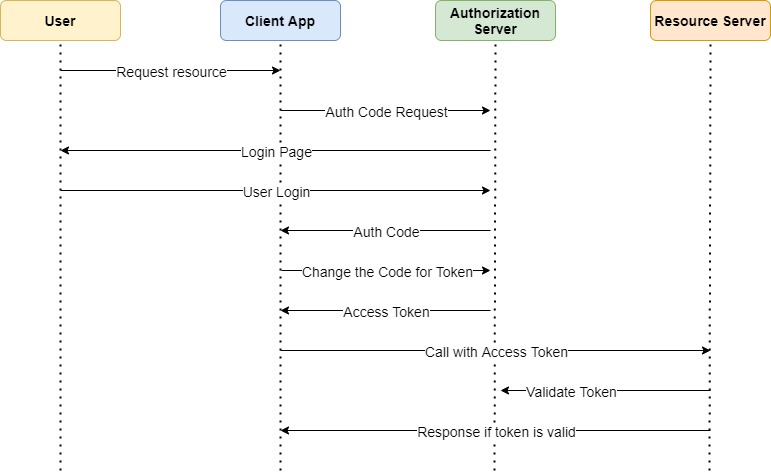 User
Client App
Authorization
Server
Resource Server
Request resource
Auth Code Request
Login Page
User Login
Auth Code
Change the Code for Token
Access Token
Call with Access Token
Validate Token
Response if token is valid